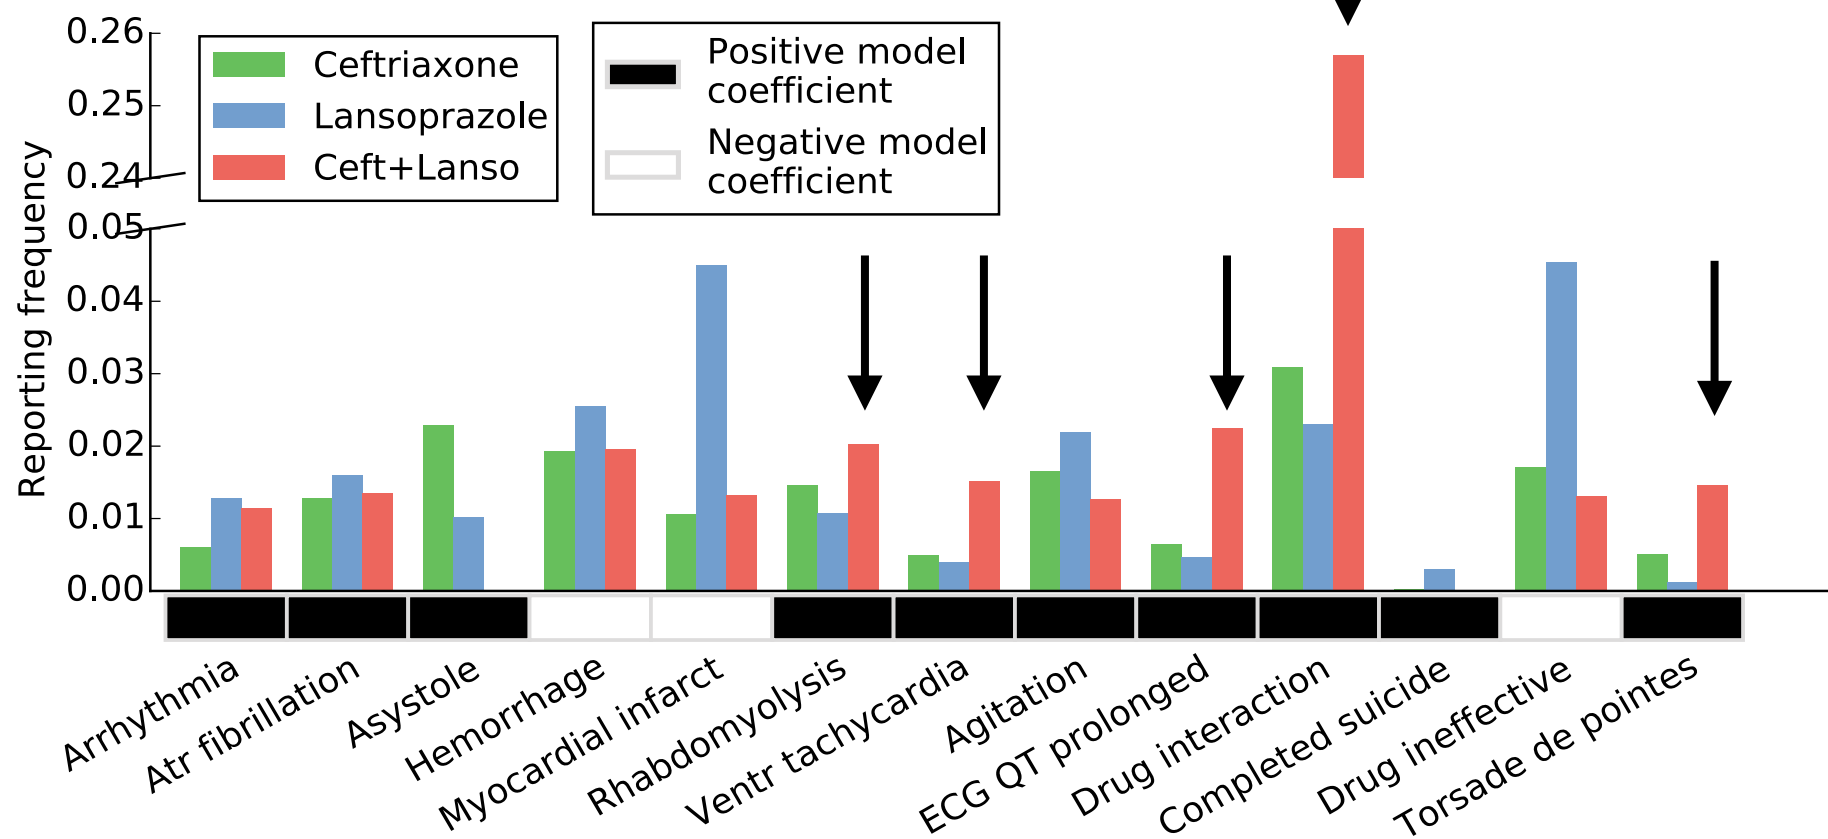 Reporting frequency
0.26
0.25
0.24
0.05
0.04
0.03
0.02
0.01
0.00
Ceftriaxone
Lansoprazole
Ceft+Lanso
Positive model
coefficient
Negative model
coefficient
Arrhythmia
Atr fibrillation
Asystole
Hemorrhage
Myocardial infarct
Rhabdomyolysis
Ventr tachycardia
Agitation
ECG QT prolonged
Drug interaction
Completed suicide
Drug ineffective
Torsade de pointes